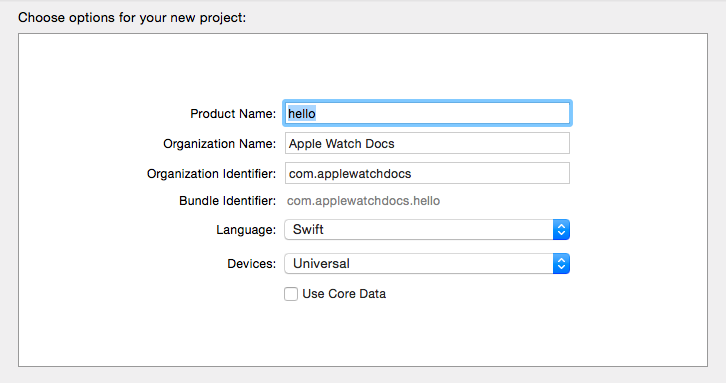 Choose options for your new project:
Product Name: hello
Organization Name: Apple Watch Docs
Organization Identifier: com.applewatchdocs
Bundle Identifier: com.applewatchdocs.hello
Language: Swift
Devices: Universal
Use Core Data